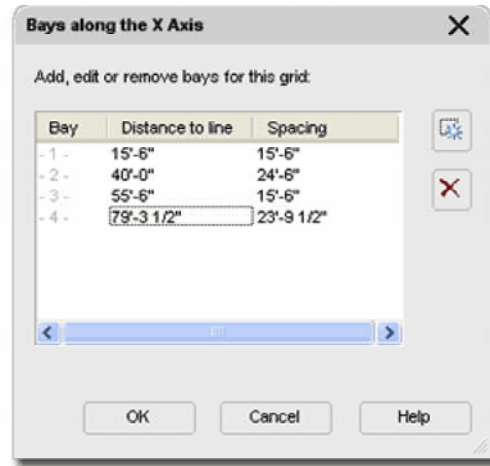 Bays along the X Axis
Add, edit or remove bays for this grid:
Bay Distance to line Spacing
- 1 - 15'-6" 15'-6"
- 2 - 40'-0" 24'-6"
- 3 - 55'-6" 15'-6"
- 4 - 79'-3 1/2" 23'-9 1/2"
OK Cancel Help